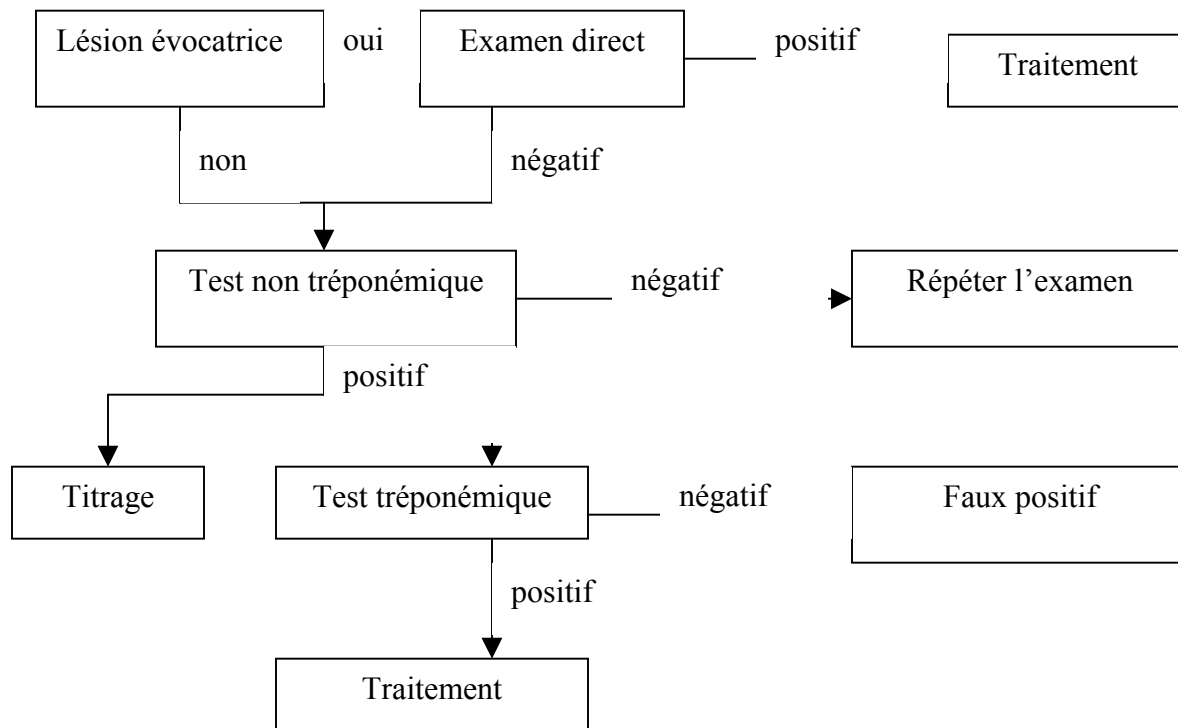 Lésion évocatrice
oui
Examen direct
positif
Traitement
non
négatif
Test non tréponémique
négatif
Répéter l’examen
positif
Titrage
Test tréponémique
négatif
Faux positif
positif
Traitement